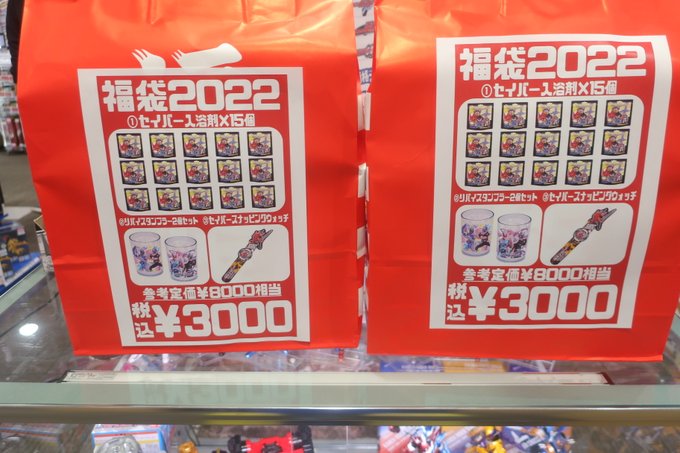 福袋2022
①セイバー入浴剤×15個
②リバイスタンブラー2個セット ③セイバースナッピングウォッチ
参考定価¥8000相当
税込¥3000
福袋2022
①セイバー入浴剤×15個
②リバイスタンブラー2個セット ③セイバースナッピングウォッチ
参考定価¥8000相当
税込¥3000